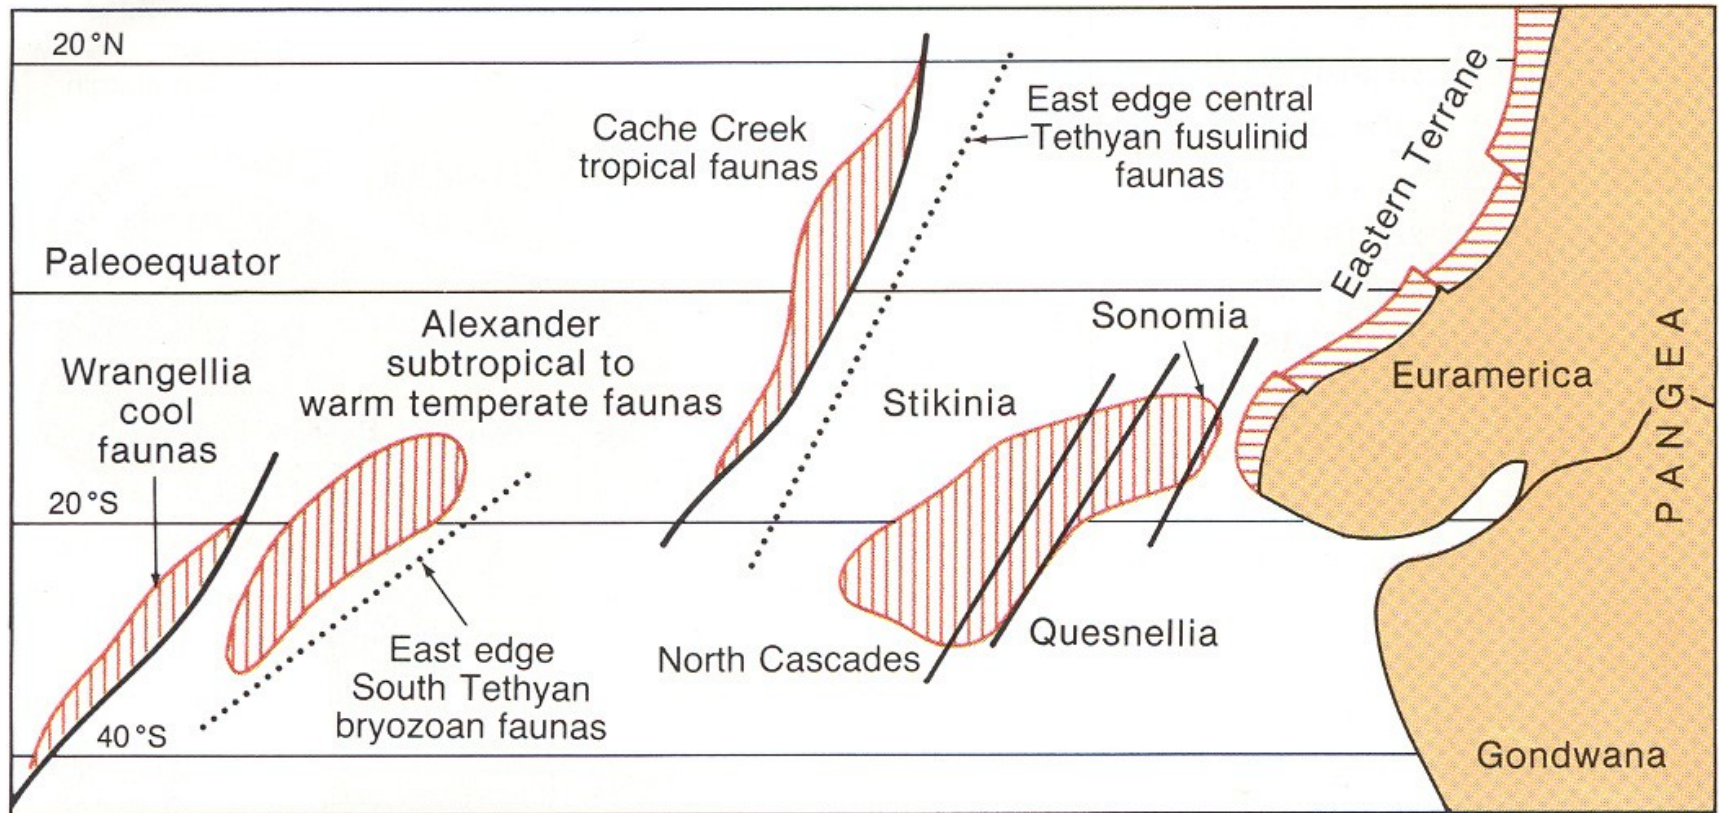 20°N
Cache Creek
tropical faunas
East edge central
Tethyan fusulinid
faunas
Eastern Terrane
Paleoequator
Alexander
subtropical to
warm temperate faunas
Wrangellia
cool
faunas
Sonomia
Stikinia
Euramerica
PANGEA
20°S
East edge
South Tethyan
bryozoan faunas
North Cascades
Quesnellia
40°S
Gondwana